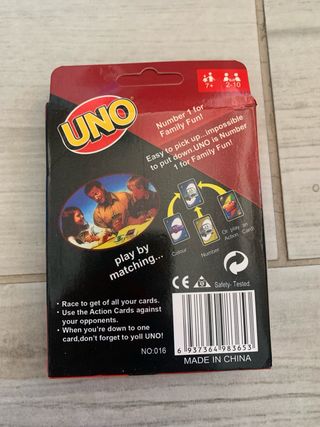 7+
2-10
UNO
Number 1 for
Family Fun!
Easy to pick up...impossible
to put down.UNO is Number
1 for Family Fun!
play by
matching...
Colour
Number
Or play an
Action Card
• Race to get of all your cards.
• Use the Action Cards against
your opponents.
• When you're down to one
card,don't forget to yoll UNO!
NO:016
CE
Safety- Tested
6 937364 983653
MADE IN CHINA